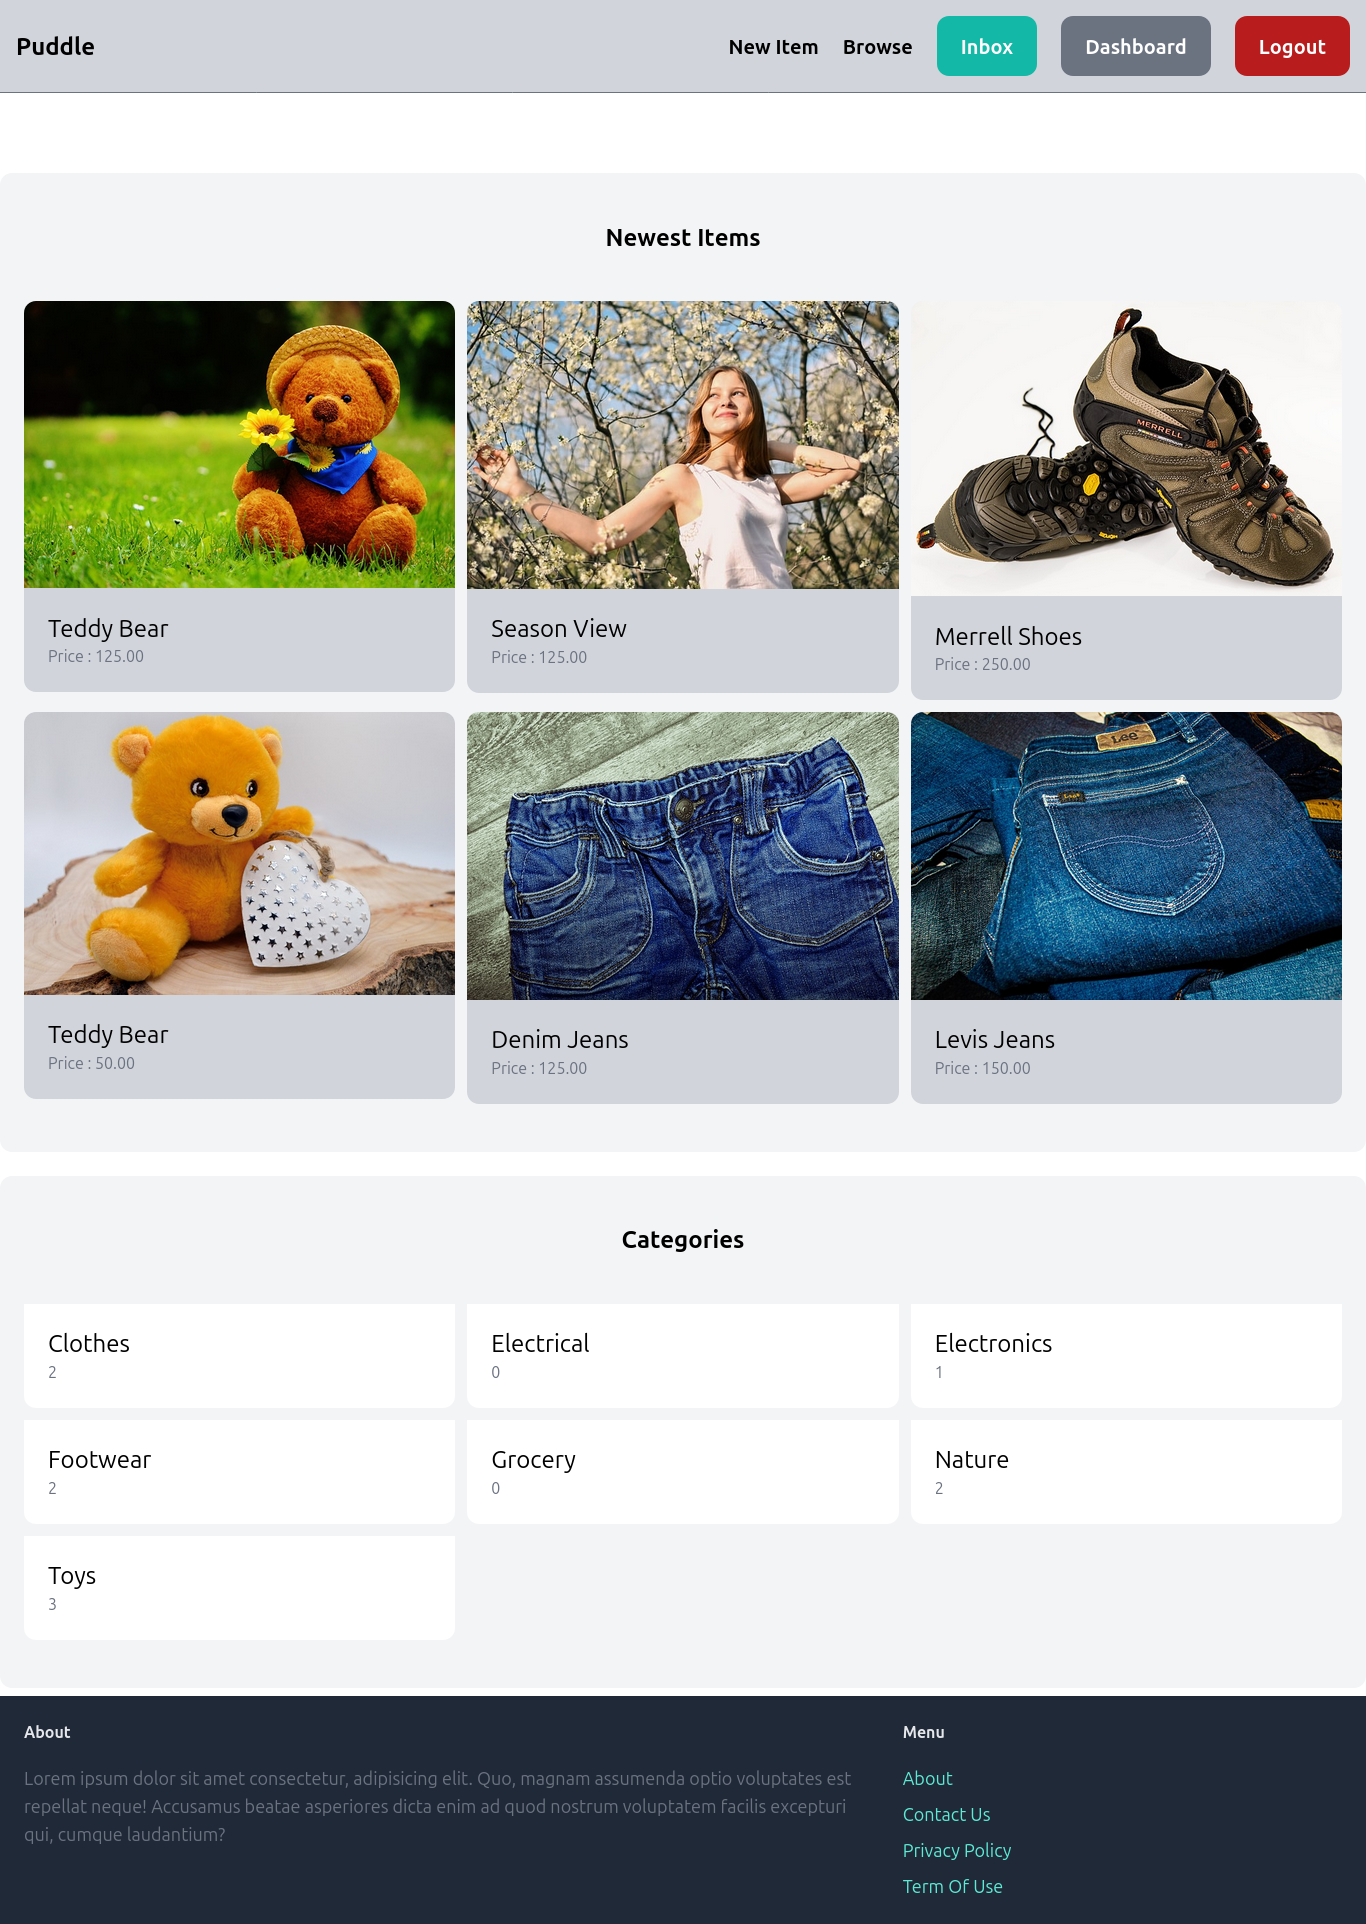 Puddle
New Item
Browse
Inbox
Dashboard
Logout
Newest Items
MERRELL
Teddy Bear
Price : 125.00
Season View
Price : 125.00
Merrell Shoes
Price : 250.00
Lee
Teddy Bear
Price : 50.00
Denim Jeans
Price : 125.00
Levis Jeans
Price : 150.00
Categories
Clothes
2
Electrical
0
Electronics
1
Footwear
2
Grocery
0
Nature
2
Toys
3
About
Lorem ipsum dolor sit amet consectetur, adipisicing elit. Quo, magnam assumenda optio voluptates est
repellat neque! Accusamus beatae asperiores dicta enim ad quod nostrum voluptatem facilis excepturi
qui, cumque laudantium?
Menu
About
Contact Us
Privacy Policy
Term Of Use